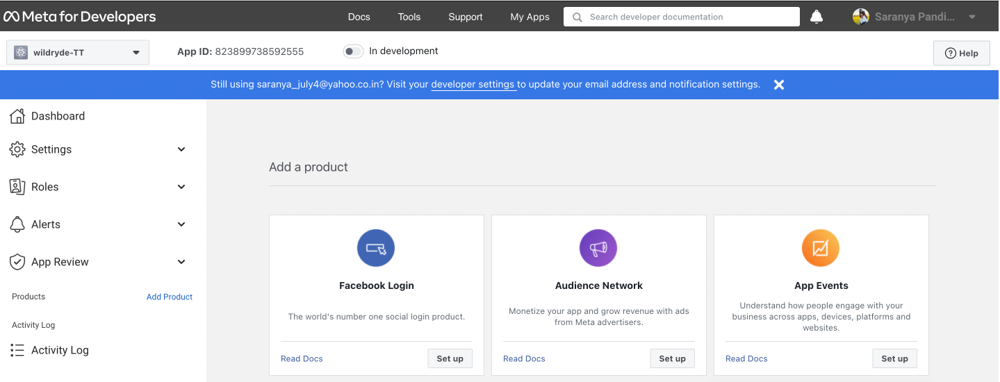 Meta for Developers
Docs
Tools
Support
My Apps
Search developer documentation
Saranya Pandi...
wildryde-TT
App ID: 823899738592555
In development
Help
Still using saranya_july4@yahoo.co.in? Visit your developer settings to update your email address and notification settings.
Dashboard
Settings
Roles
Alerts
App Review
Products
Add Product
Activity Log
Activity Log
Add a product
Facebook Login
The world's number one social login product.
Read Docs
Set up
Audience Network
Monetize your app and grow revenue with ads
from Meta advertisers.
Read Docs
Set up
App Events
Understand how people engage with your
business across apps, devices, platforms and
websites.
Read Docs
Set up